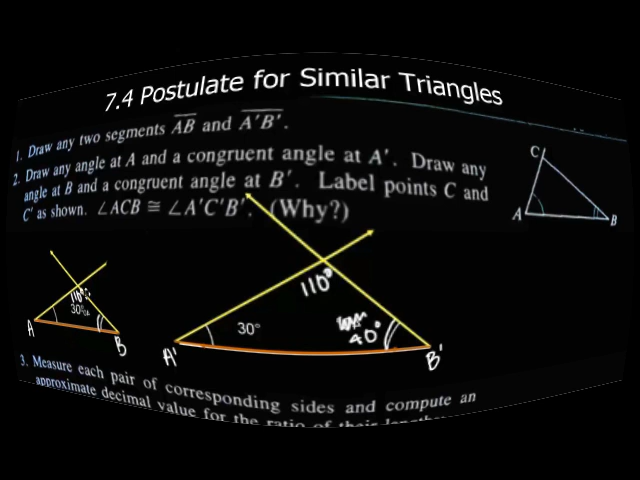 7.4 Postulate for Similar Triangles
1. Draw any two segments AB and A'B'.
2. Draw any angle at A and a congruent angle at A'. Draw any
angle at B and a congruent angle at B'. Label points C and
C' as shown. ∠ACB ≅ ∠A'C'B'. (Why?)
C
A
B
110°
30°
A
B
110°
30°
40°
A'
B'
3. Measure each pair of corresponding sides and compute an
approximate decimal value for the ratio of their